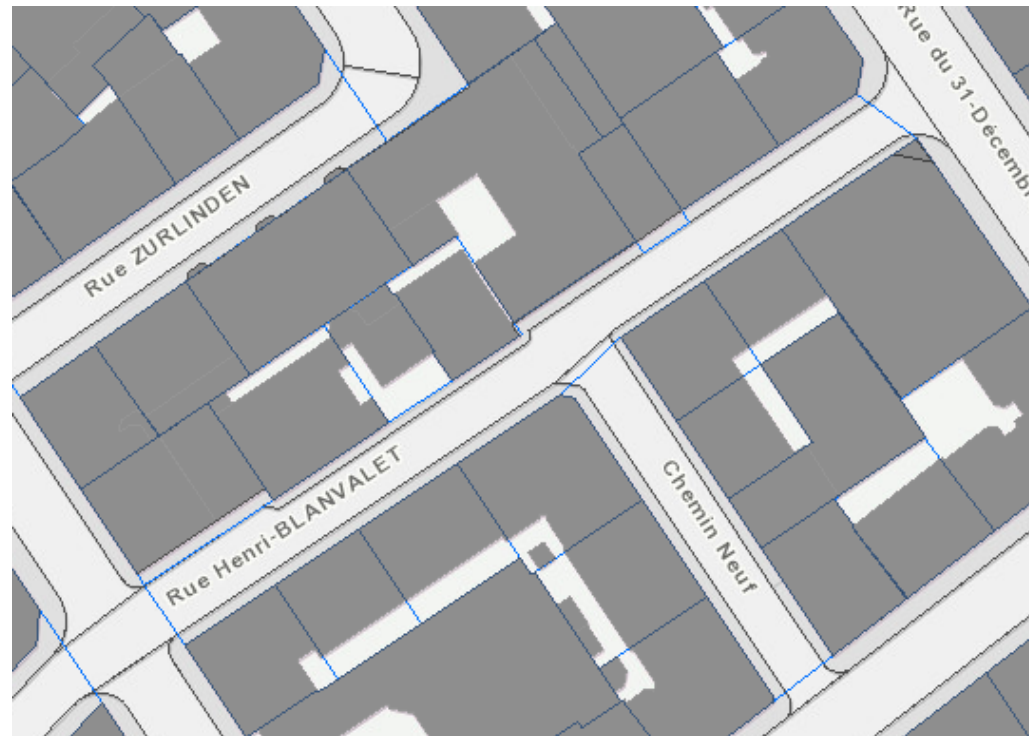 Rue du 31-Décemb
Rue ZURLINDEN
Rue Henri-BLANVALET
Chemin Neuf